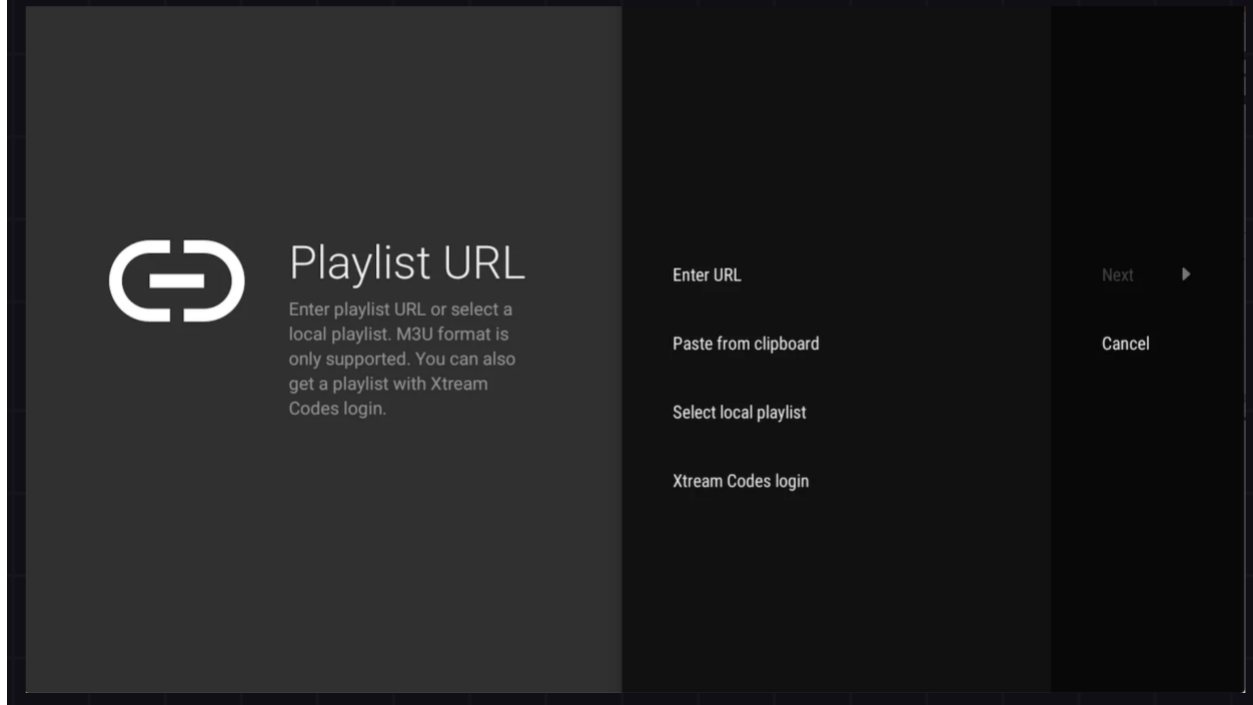 Playlist URL
Enter playlist URL or select a
local playlist. M3U format is
only supported. You can also
get a playlist with Xtream
Codes login.
Enter URL
Paste from clipboard
Select local playlist
Xtream Codes login
Next
Cancel